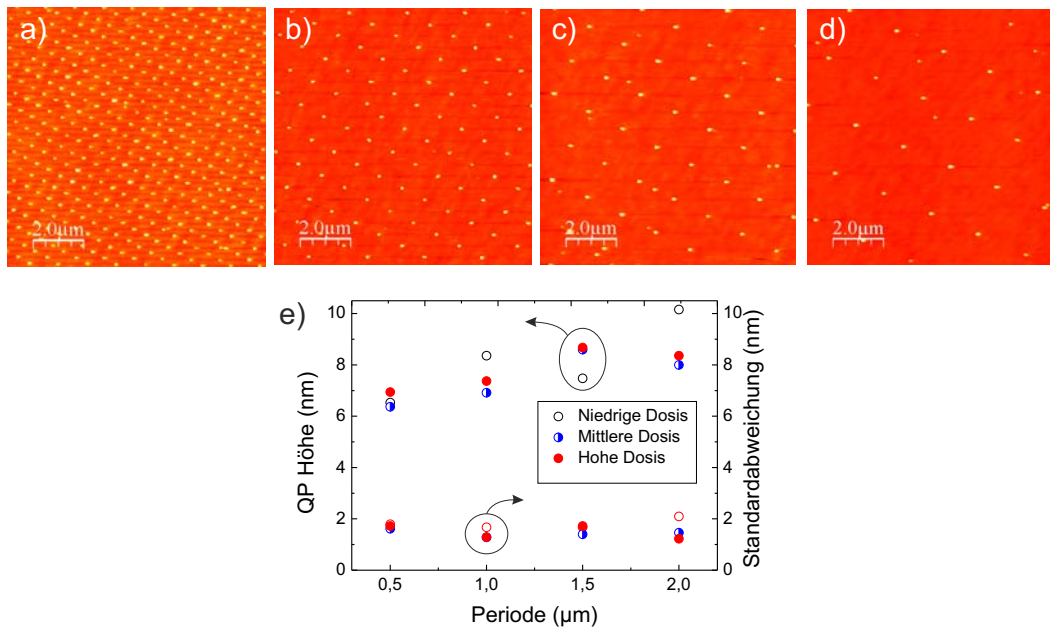 a)
b)
c)
d)
2.0µm
2.0µm
2.0µm
2.0µm
e)
10
8
6
4
2
0
QP Höhe (nm)
10
8
6
4
2
0
Standardabweichung (nm)
Niedrige Dosis
Mittlere Dosis
Hohe Dosis
0,5
1,0
1,5
2,0
Periode (µm)